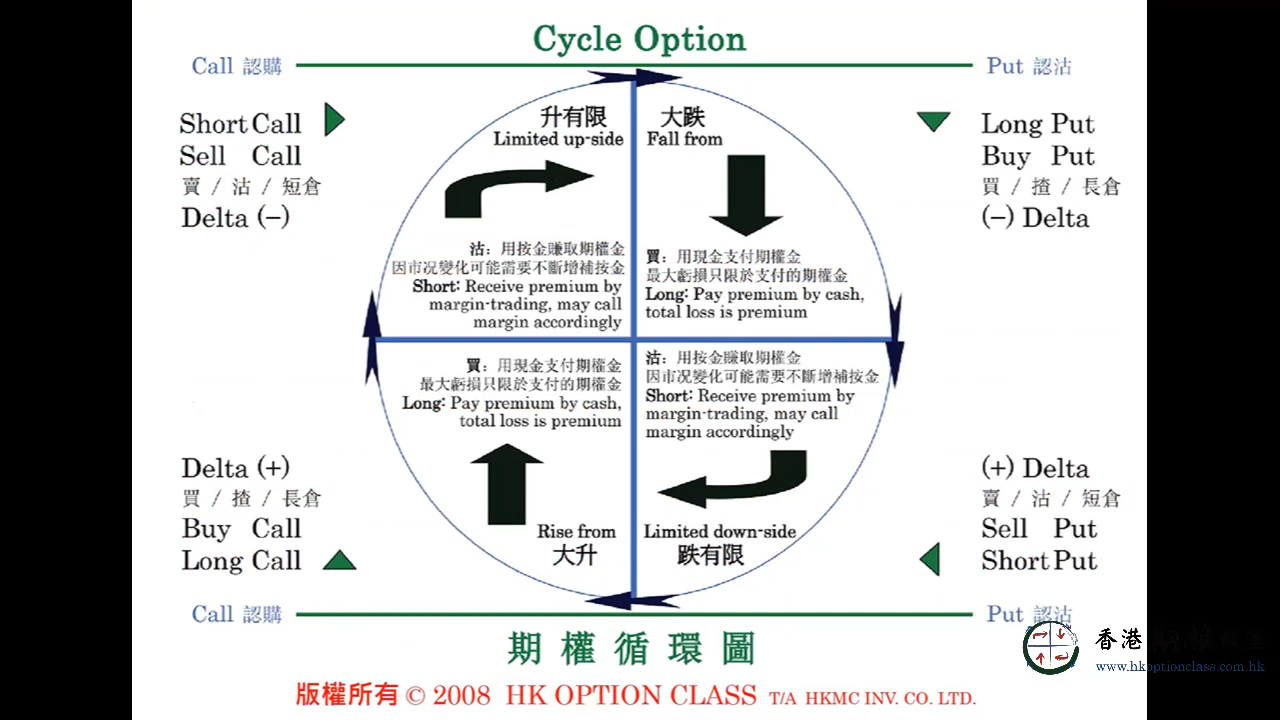 Cycle Option
Call 認購
Put 認沽
Short Call
Sell Call
賣 / 沽 / 短倉
Delta (−)
升有限
Limited up-side
沽：用按金賺取期權金
因市况變化可能需要不斷增補按金
Short: Receive premium by
margin-trading, may call
margin accordingly
大跌
Fall from
買：用現金支付期權金
最大虧損只限於支付的期權金
Long: Pay premium by cash,
total loss is premium
Long Put
Buy Put
買 / 揸 / 長倉
(−) Delta
Delta (+)
買 / 揸 / 長倉
Buy Call
Long Call
買：用現金支付期權金
最大虧損只限於支付的期權金
Long: Pay premium by cash,
total loss is premium
Rise from
大升
沽：用按金賺取期權金
因市况變化可能需要不斷增補按金
Short: Receive premium by
margin-trading, may call
margin accordingly
Limited down-side
跌有限
(+) Delta
賣 / 沽 / 短倉
Sell Put
Short Put
Call 認購
Put 認沽
期權循環圖
香港期權教室
www.hkoptionclass.com.hk
版權所有 © 2008 HK OPTION CLASS T/A HKMC INV. CO. LTD.